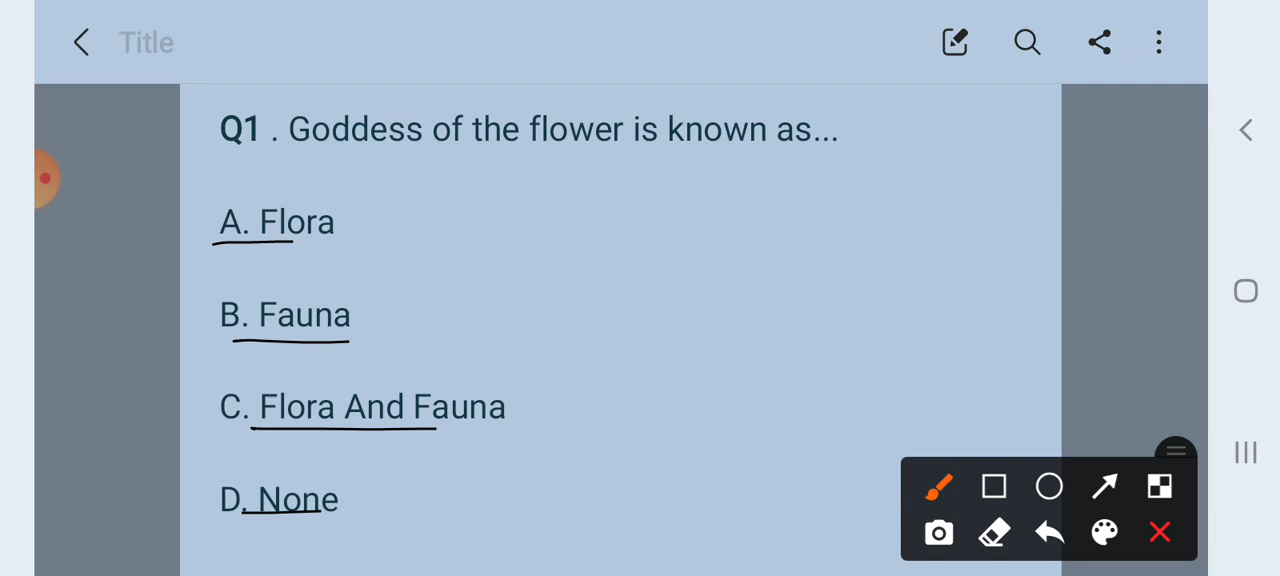 Title
Q1 . Goddess of the flower is known as...
A. Flora
B. Fauna
C. Flora And Fauna
D. None